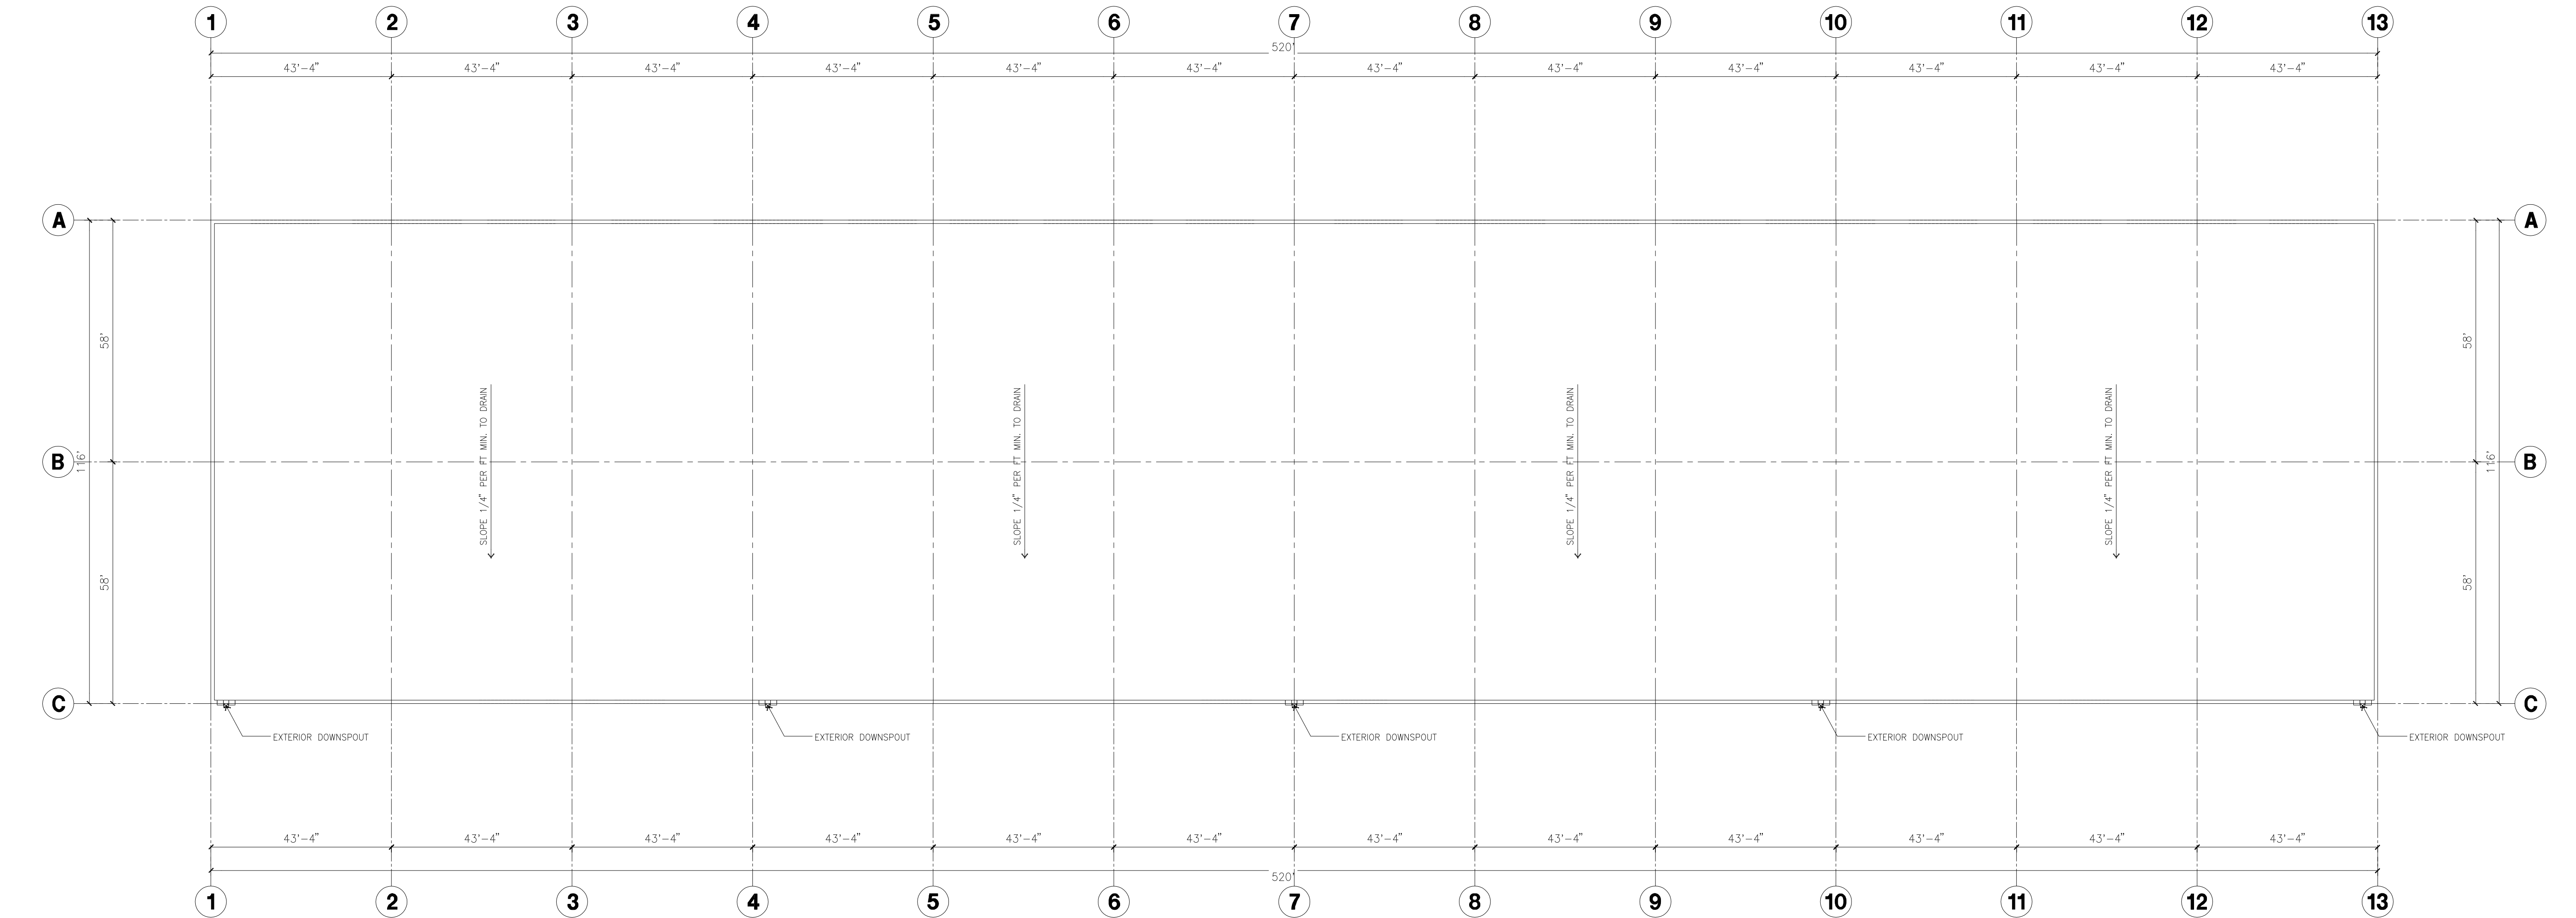 1 2 3 4 5 6 7 8 9 10 11 12 13
520'
43'-4" 43'-4" 43'-4" 43'-4" 43'-4" 43'-4" 43'-4" 43'-4" 43'-4" 43'-4" 43'-4" 43'-4"
A A
58' 58'
SLOPE 1/4" PER FT MIN. TO DRAIN
SLOPE 1/4" PER FT MIN. TO DRAIN
SLOPE 1/4" PER FT MIN. TO DRAIN
SLOPE 1/4" PER FT MIN. TO DRAIN
B 116' 116' B
58' 58'
C C
EXTERIOR DOWNSPOUT EXTERIOR DOWNSPOUT EXTERIOR DOWNSPOUT EXTERIOR DOWNSPOUT EXTERIOR DOWNSPOUT
43'-4" 43'-4" 43'-4" 43'-4" 43'-4" 43'-4" 43'-4" 43'-4" 43'-4" 43'-4" 43'-4" 43'-4"
520'
1 2 3 4 5 6 7 8 9 10 11 12 13